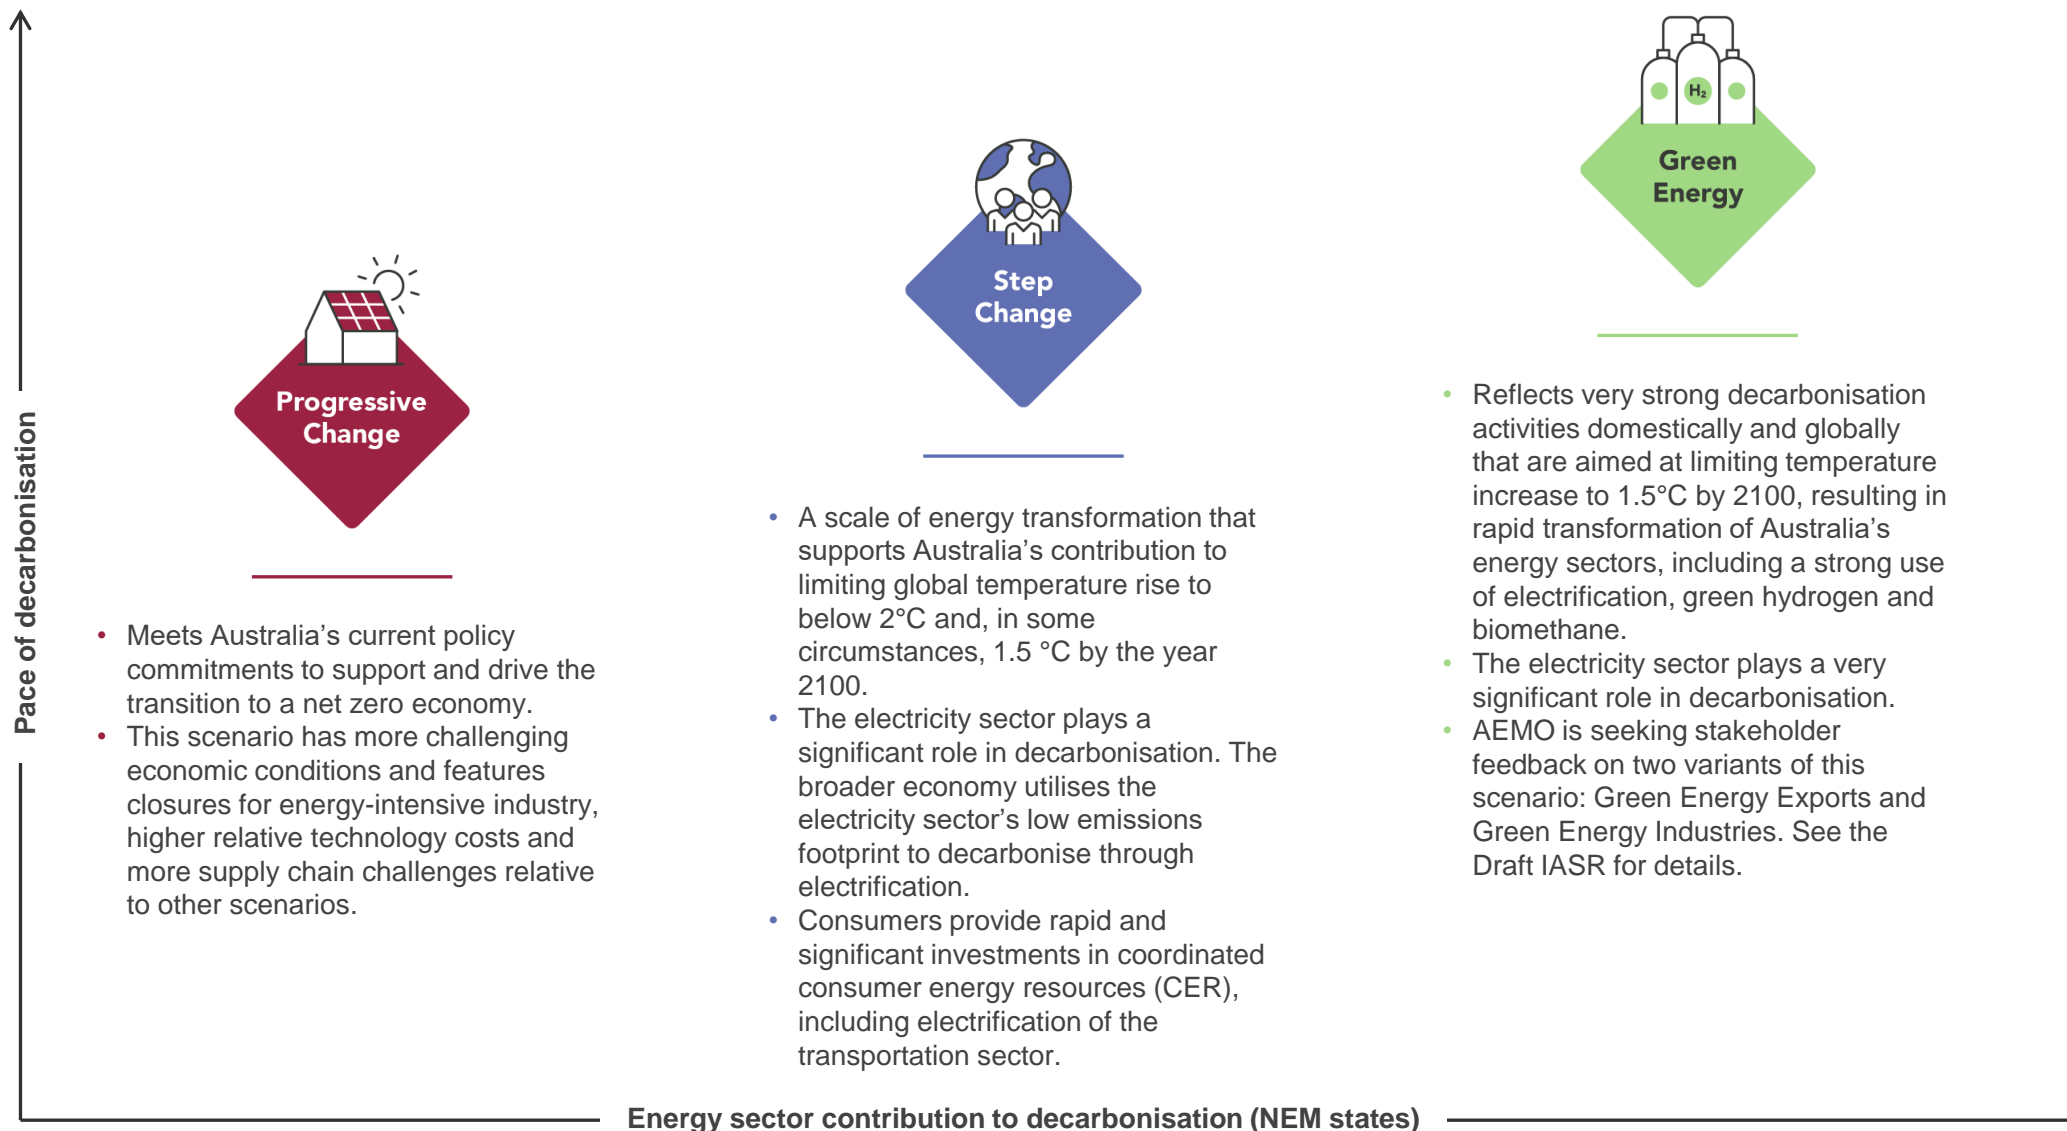 Pace of decarbonisation
Progressive
Change
• Meets Australia’s current policy
commitments to support and drive the
transition to a net zero economy.
• This scenario has more challenging
economic conditions and features
closures for energy-intensive industry,
higher relative technology costs and
more supply chain challenges relative
to other scenarios.
Step
Change
• A scale of energy transformation that
supports Australia’s contribution to
limiting global temperature rise to
below 2°C and, in some
circumstances, 1.5 °C by the year
2100.
• The electricity sector plays a
significant role in decarbonisation. The
broader economy utilises the
electricity sector’s low emissions
footprint to decarbonise through
electrification.
• Consumers provide rapid and
significant investments in coordinated
consumer energy resources (CER),
including electrification of the
transportation sector.
H₂
Green
Energy
• Reflects very strong decarbonisation
activities domestically and globally
that are aimed at limiting temperature
increase to 1.5°C by 2100, resulting in
rapid transformation of Australia’s
energy sectors, including a strong use
of electrification, green hydrogen and
biomethane.
• The electricity sector plays a very
significant role in decarbonisation.
• AEMO is seeking stakeholder
feedback on two variants of this
scenario: Green Energy Exports and
Green Energy Industries. See the
Draft IASR for details.
Energy sector contribution to decarbonisation (NEM states)